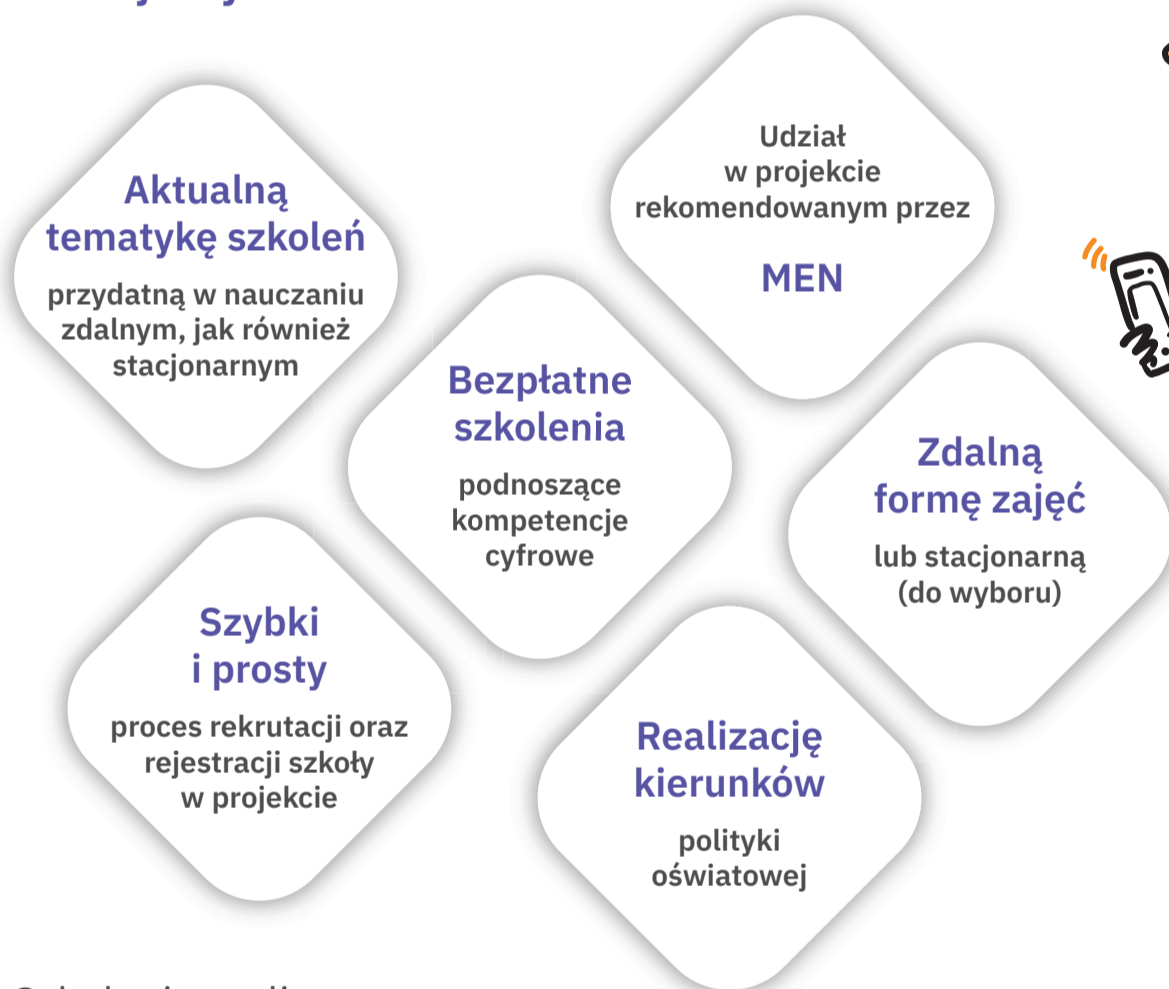 Aktualną
tematykę szkoleń
przydatną w nauczaniu
zdalnym, jak również
stacjonarnym
Udział
w projekcie
rekomendowanym przez
MEN
Bezpłatne
szkolenia
podnoszące
kompetencje
cyfrowe
Zdalną
formę zajęć
lub stacjonarną
(do wyboru)
Szybki
i prosty
proces rekrutacji oraz
rejestracji szkoły
w projekcie
Realizację
kierunków
polityki
oświatowej